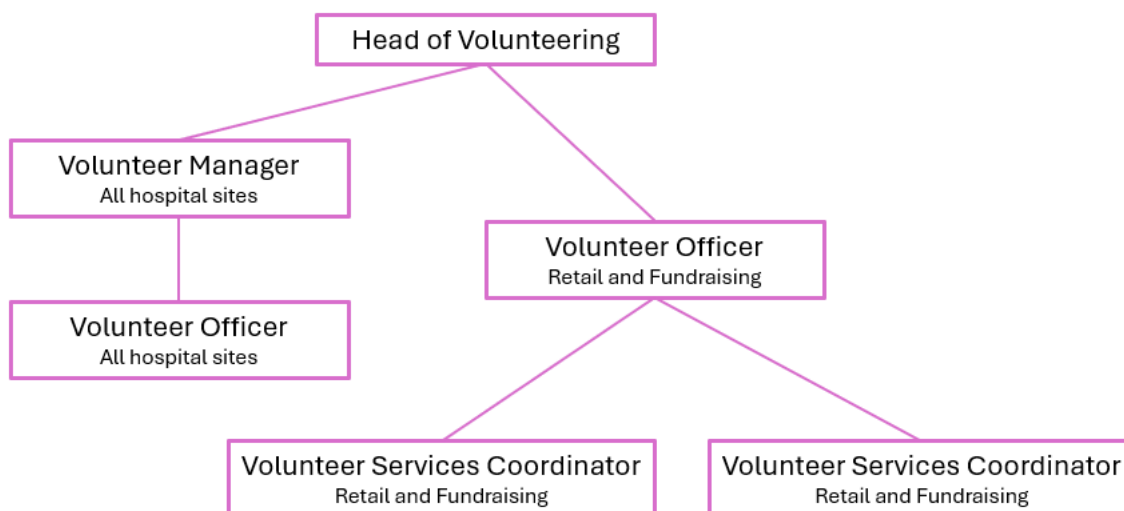 Head of Volunteering
Volunteer Manager
All hospital sites
Volunteer Officer
Retail and Fundraising
Volunteer Officer
All hospital sites
Volunteer Services Coordinator
Retail and Fundraising
Volunteer Services Coordinator
Retail and Fundraising